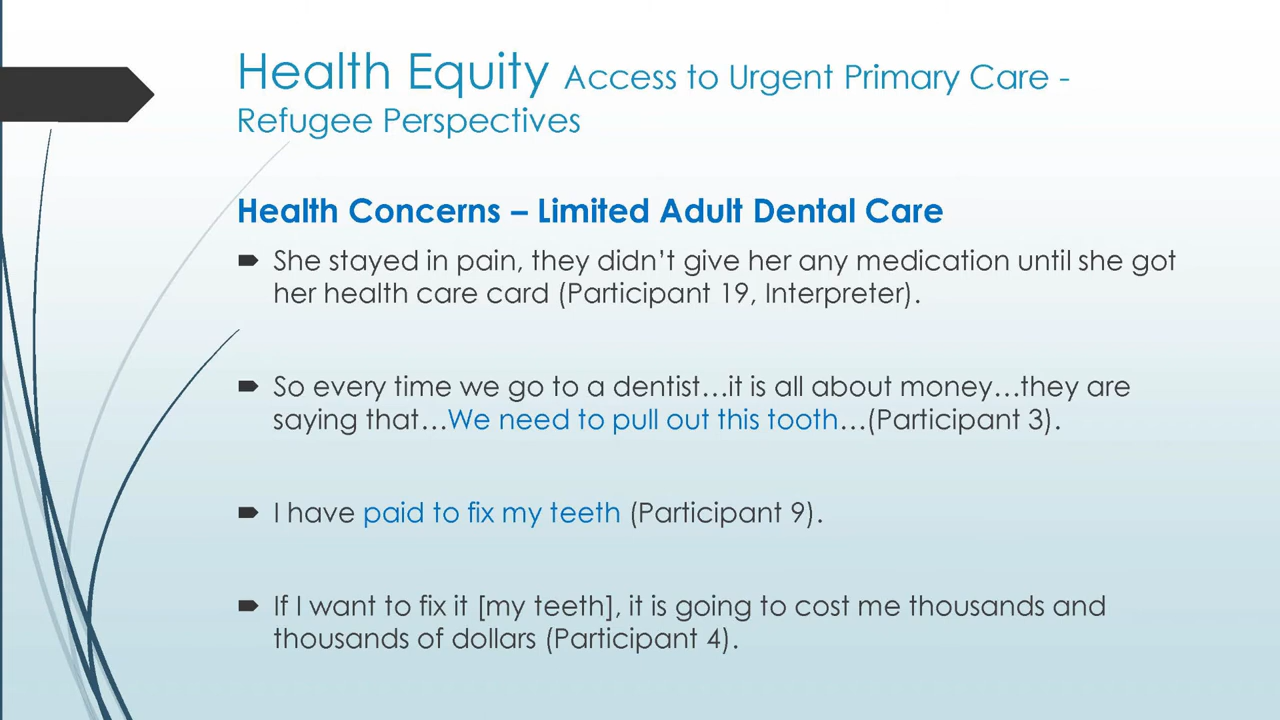 Health Equity Access to Urgent Primary Care -
Refugee Perspectives
Health Concerns – Limited Adult Dental Care
She stayed in pain, they didn’t give her any medication until she got
her health care card (Participant 19, Interpreter).
So every time we go to a dentist…it is all about money…they are
saying that…We need to pull out this tooth…(Participant 3).
I have paid to fix my teeth (Participant 9).
If I want to fix it [my teeth], it is going to cost me thousands and
thousands of dollars (Participant 4).